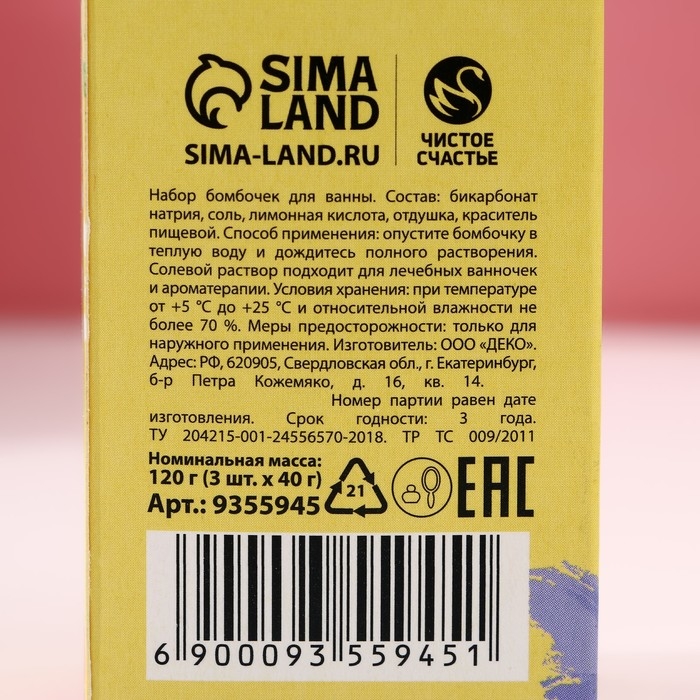 SIMA
LAND
SIMA-LAND.RU
ЧИСТОЕ
СЧАСТЬЕ
Набор бомбочек для ванны. Состав: бикарбонат
натрия, соль, лимонная кислота, отдушка, краситель
пищевой. Способ применения: опустите бомбочку в
теплую воду и дождитесь полного растворения.
Солевой раствор подходит для лечебных ванночек
и ароматерапии. Условия хранения: при температуре
от +5 °C до +25 °C и относительной влажности не
более 70 %. Меры предосторожности: только для
наружного применения. Изготовитель: ООО «ДЕКО».
Адрес: РФ, 620905, Свердловская обл., г. Екатеринбург,
б-р Петра Кожемяко, д. 16, кв. 14.
Номер партии равен дате
изготовления. Срок годности: 3 года.
ТУ 204215-001-24556570-2018. ТР ТС 009/2011
Номинальная масса:
120 г (3 шт. x 40 г)
Арт.: 9355945
21
EAC
6 900093 559451